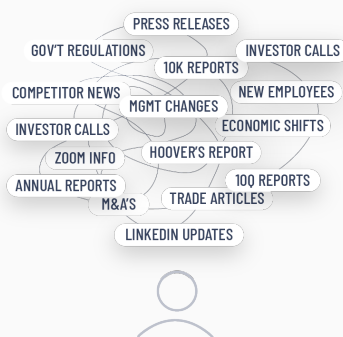 PRESS RELEASES
GOV'T REGULATIONS
INVESTOR CALLS
10K REPORTS
COMPETITOR NEWS
NEW EMPLOYEES
MGMT CHANGES
INVESTOR CALLS
ECONOMIC SHIFTS
ZOOM INFO
HOOVER'S REPORT
ANNUAL REPORTS
10Q REPORTS
M&A'S
TRADE ARTICLES
LINKEDIN UPDATES